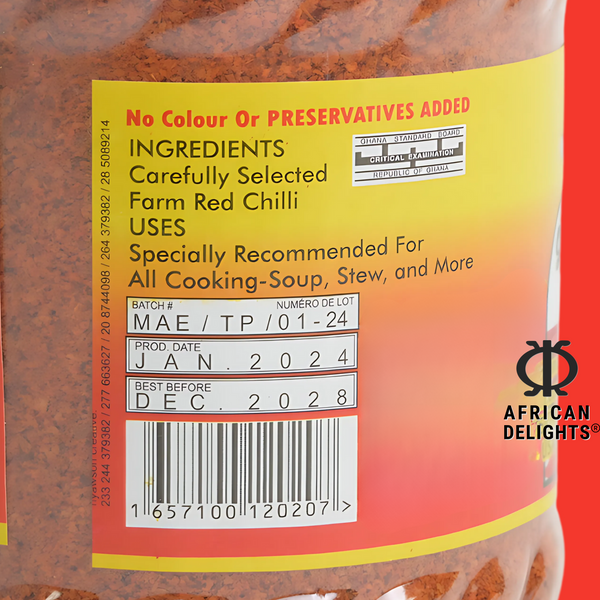 No Colour Or PRESERVATIVES ADDED
INGREDIENTS
Carefully Selected
Farm Red Chilli
USES
Specially Recommended For
All Cooking-Soup, Stew, and More
GHANA STANDARD BOARD
CRITICAL EXAMINATION
REPUBLIC OF GHANA
BATCH # NUMÉRO DE LOT
MAE / TP / 01 - 24
PROD. DATE
JAN. 2024
BEST BEFORE
DEC. 2028
1 657100 120207 >
233 244 379382 / 277 663627 / 20 8744098 / 264 379382 / 28 5089214
AFRICAN
DELIGHTS®